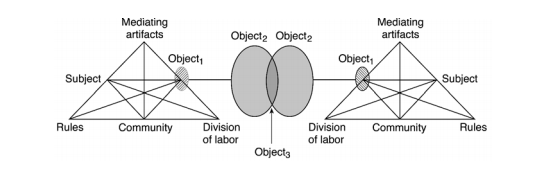 Mediating
artifacts
Mediating
artifacts
Object₂ Object₂
Object₁
Object₁
Subject
Subject
Rules
Community
Division
of labor
Division
of labor
Community
Rules
Object₃